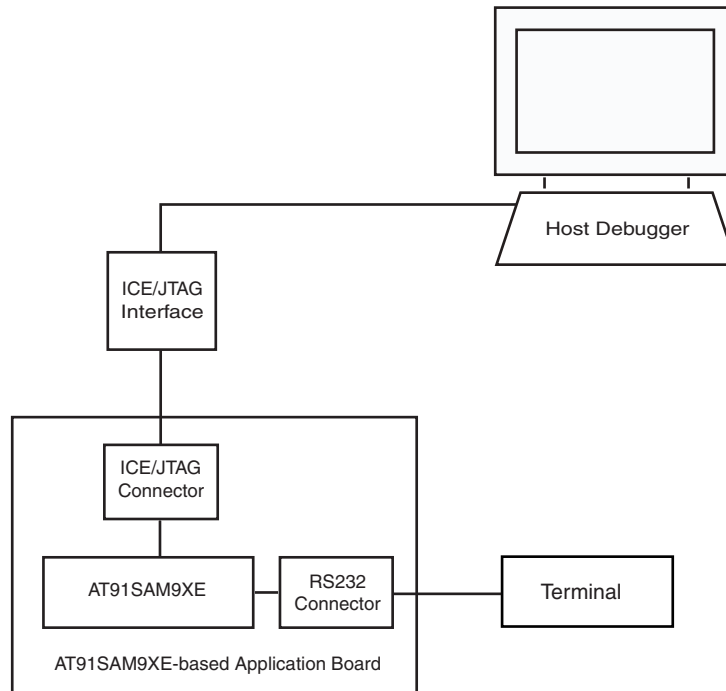 Host Debugger
ICE/JTAG
Interface
ICE/JTAG
Connector
AT91SAM9XE
RS232
Connector
Terminal
AT91SAM9XE-based Application Board